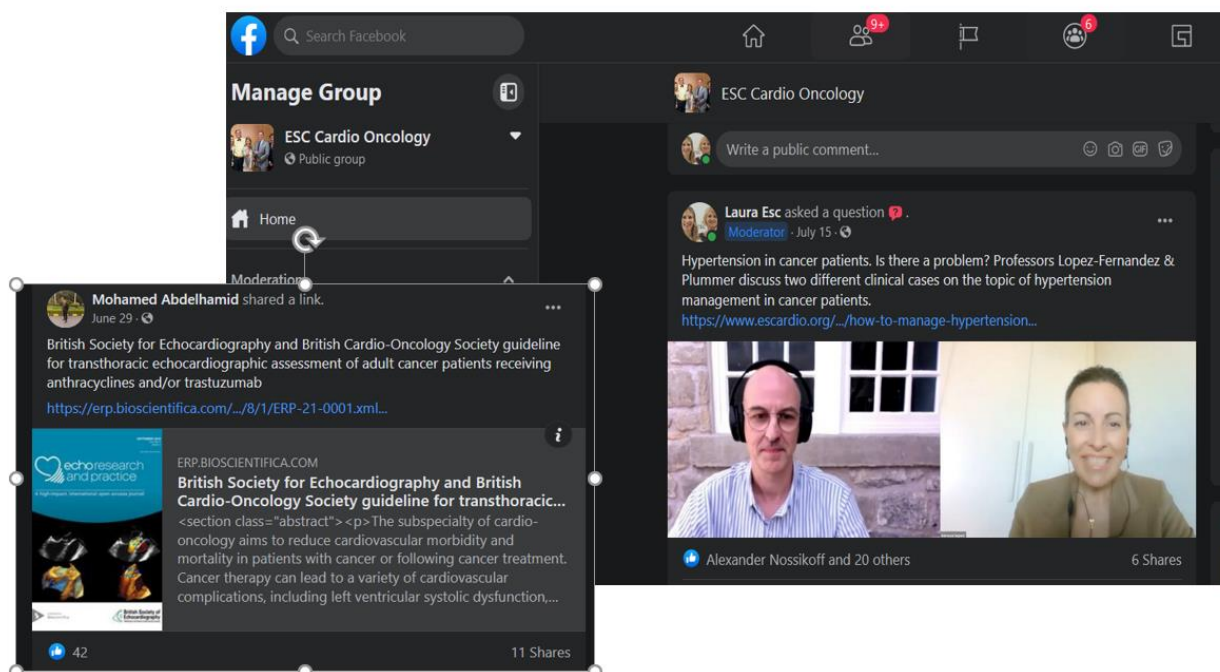 Search Facebook
9+
6
Manage Group
ESC Cardio Oncology
Public group
Home
Moderation
ESC Cardio Oncology
Write a public comment...
GIF
Laura Esc asked a question .
Moderator · July 15 ·
Hypertension in cancer patients. Is there a problem? Professors Lopez-Fernandez &
Plummer discuss two different clinical cases on the topic of hypertension
management in cancer patients.
https://www.escardio.org/.../how-to-manage-hypertension...
Alexander Nossikoff and 20 others
6 Shares
Mohamed Abdelhamid shared a link.
June 29 ·
British Society for Echocardiography and British Cardio-Oncology Society guideline
for transthoracic echocardiographic assessment of adult cancer patients receiving
anthracyclines and/or trastuzumab
https://erp.bioscientifica.com/.../8/1/ERP-21-0001.xml...
echoresearch
and practice
ERP.BIOSCIENTIFICA.COM
British Society for Echocardiography and British
Cardio-Oncology Society guideline for transthoracic...
<section class="abstract"><p>The subspecialty of cardio-
oncology aims to reduce cardiovascular morbidity and
mortality in patients with cancer or following cancer treatment.
Cancer therapy can lead to a variety of cardiovascular
complications, including left ventricular systolic dysfunction,...
British Society of
Echocardiography
42
11 Shares